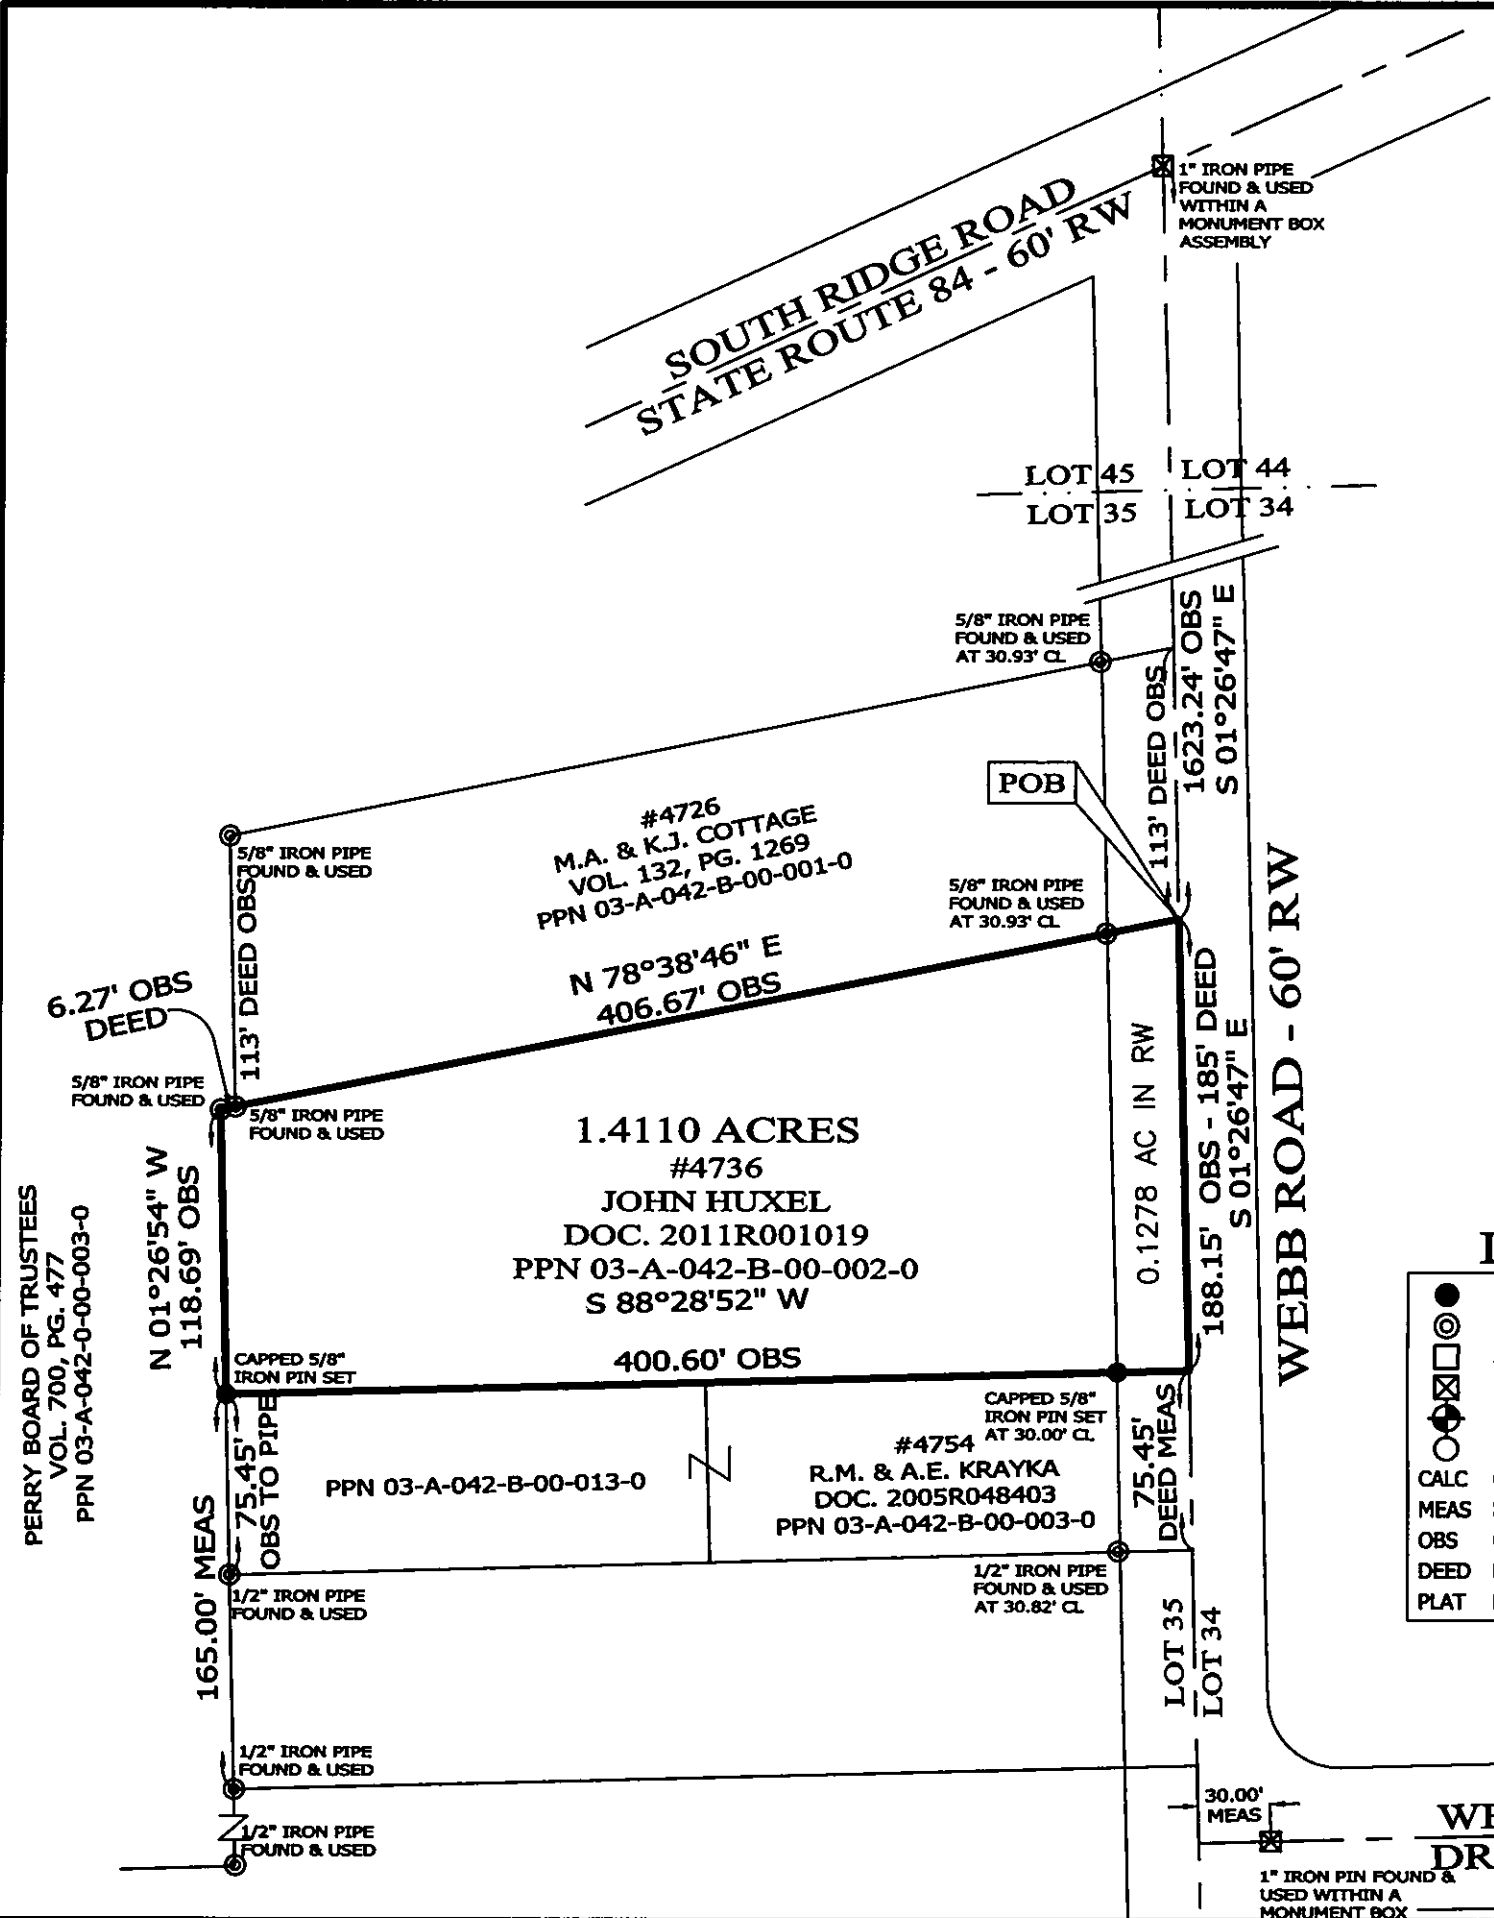 1" IRON PIPE
FOUND & USED
WITHIN A
MONUMENT BOX
ASSEMBLY
SOUTH RIDGE ROAD
STATE ROUTE 84 - 60' RW
LOT 45
LOT 44
LOT 35
LOT 34
5/8" IRON PIPE
FOUND & USED
AT 30.93' CL
113' DEED OBS
1623.24' OBS
S 01°26'47" E
POB
#4726
M.A. & K.J. COTTAGE
VOL. 132, PG. 1269
PPN 03-A-042-B-00-001-0
5/8" IRON PIPE
FOUND & USED
113' DEED OBS
5/8" IRON PIPE
FOUND & USED
AT 30.93' CL
N 78°38'46" E
406.67' OBS
6.27' OBS
DEED
5/8" IRON PIPE
FOUND & USED
5/8" IRON PIPE
FOUND & USED
1.4110 ACRES
#4736
JOHN HUXEL
DOC. 2011R001019
PPN 03-A-042-B-00-002-0
S 88°28'52" W
400.60' OBS
0.1278 AC IN RW
188.15' OBS - 185' DEED
S 01°26'47" E
WEBB ROAD - 60' RW
N 01°26'54" W
118.69' OBS
PERRY BOARD OF TRUSTEES
VOL. 700, PG. 477
PPN 03-A-042-0-00-003-0
CAPPED 5/8"
IRON PIN SET
CAPPED 5/8"
IRON PIN SET
AT 30.00' CL
75.45'
OBS TO PIPE
165.00' MEAS
PPN 03-A-042-B-00-013-0
#4754
R.M. & A.E. KRAYKA
DOC. 2005R048403
PPN 03-A-042-B-00-003-0
75.45'
DEED MEAS
1/2" IRON PIPE
FOUND & USED
1/2" IRON PIPE
FOUND & USED
AT 30.82' CL
LOT 35
LOT 34
CALC
MEAS
OBS
DEED
PLAT
1/2" IRON PIPE
FOUND & USED
1/2" IRON PIPE
FOUND & USED
30.00'
MEAS
1" IRON PIN FOUND &
USED WITHIN A
MONUMENT BOX